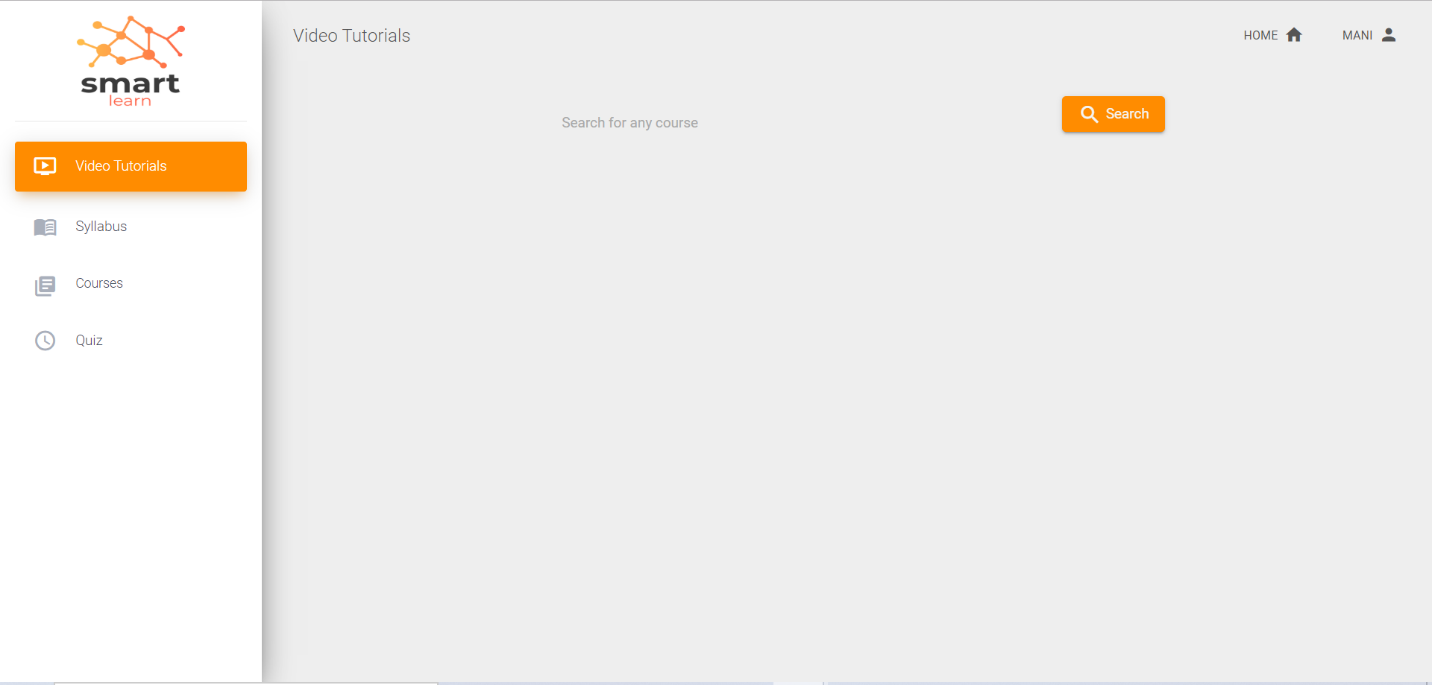 smart
learn
Video Tutorials
Syllabus
Courses
Quiz
Video Tutorials
HOME
MANI
Search for any course
Search